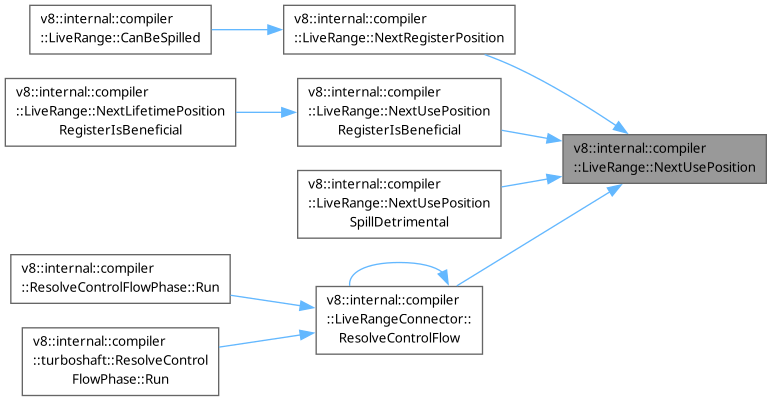 v8::internal::compiler
::LiveRange::CanBeSpilled
v8::internal::compiler
::LiveRange::NextRegisterPosition
v8::internal::compiler
::LiveRange::NextLifetimePosition
RegisterIsBeneficial
v8::internal::compiler
::LiveRange::NextUsePosition
RegisterIsBeneficial
v8::internal::compiler
::LiveRange::NextUsePosition
v8::internal::compiler
::LiveRange::NextUsePosition
SpillDetrimental
v8::internal::compiler
::ResolveControlFlowPhase::Run
v8::internal::compiler
::LiveRangeConnector::
ResolveControlFlow
v8::internal::compiler
::turboshaft::ResolveControl
FlowPhase::Run